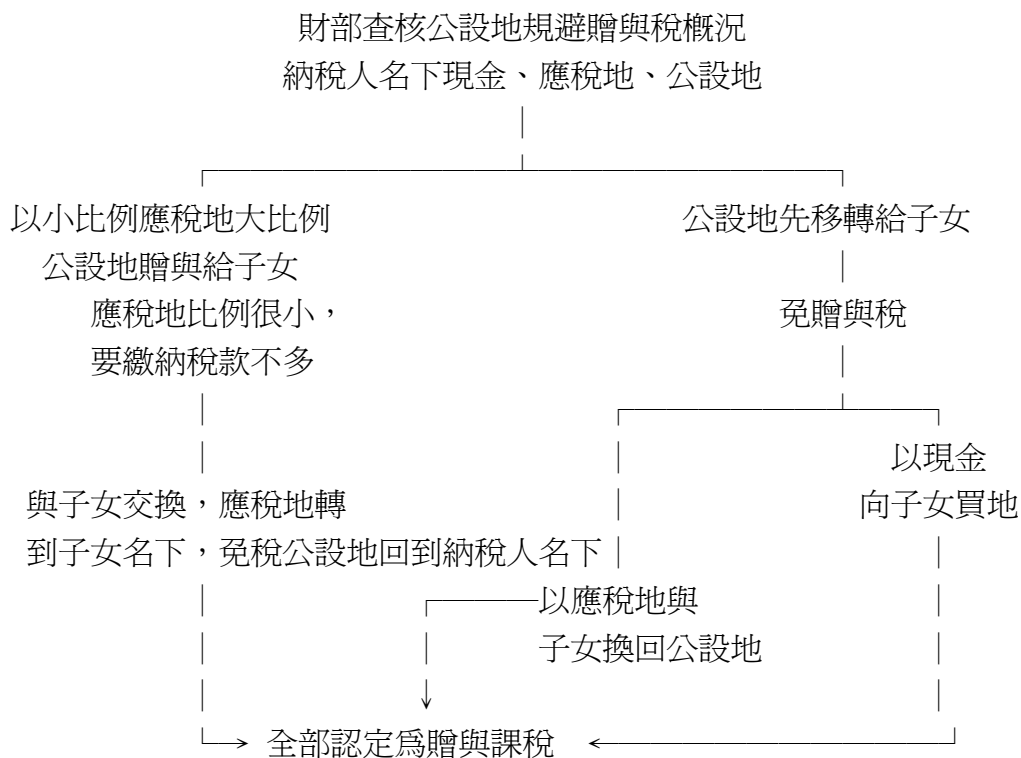 財部查核公設地規避贈與稅概況
納稅人名下現金、應稅地、公設地
以小比例應稅地大比例
公設地贈與給子女
應稅地比例很小，
要繳納稅款不多
公設地先移轉給子女
免贈與稅
與子女交換，應稅地轉
到子女名下，免稅公設地回到納稅人名下
以現金
向子女買地
以應稅地與
子女換回公設地
全部認定為贈與課稅